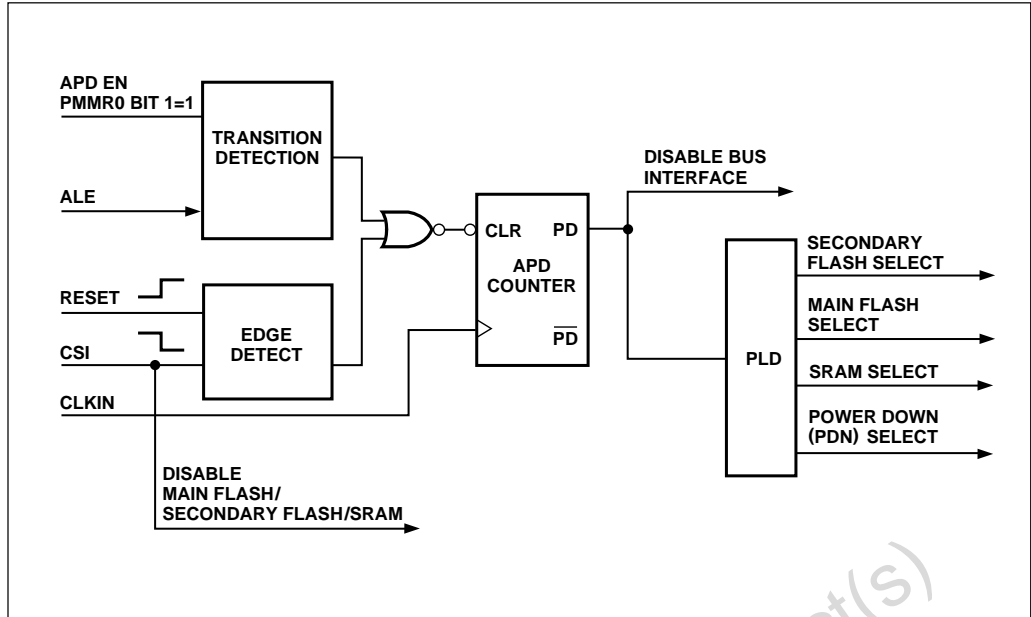 APD EN
PMMR0 BIT 1=1
TRANSITION
DETECTION
ALE
RESET
CSI
CLKIN
EDGE
DETECT
DISABLE
MAIN FLASH/
SECONDARY FLASH/SRAM
CLR PD
APD
COUNTER
PD
DISABLE BUS
INTERFACE
PLD
SECONDARY
FLASH SELECT
MAIN FLASH
SELECT
SRAM SELECT
POWER DOWN
(PDN) SELECT